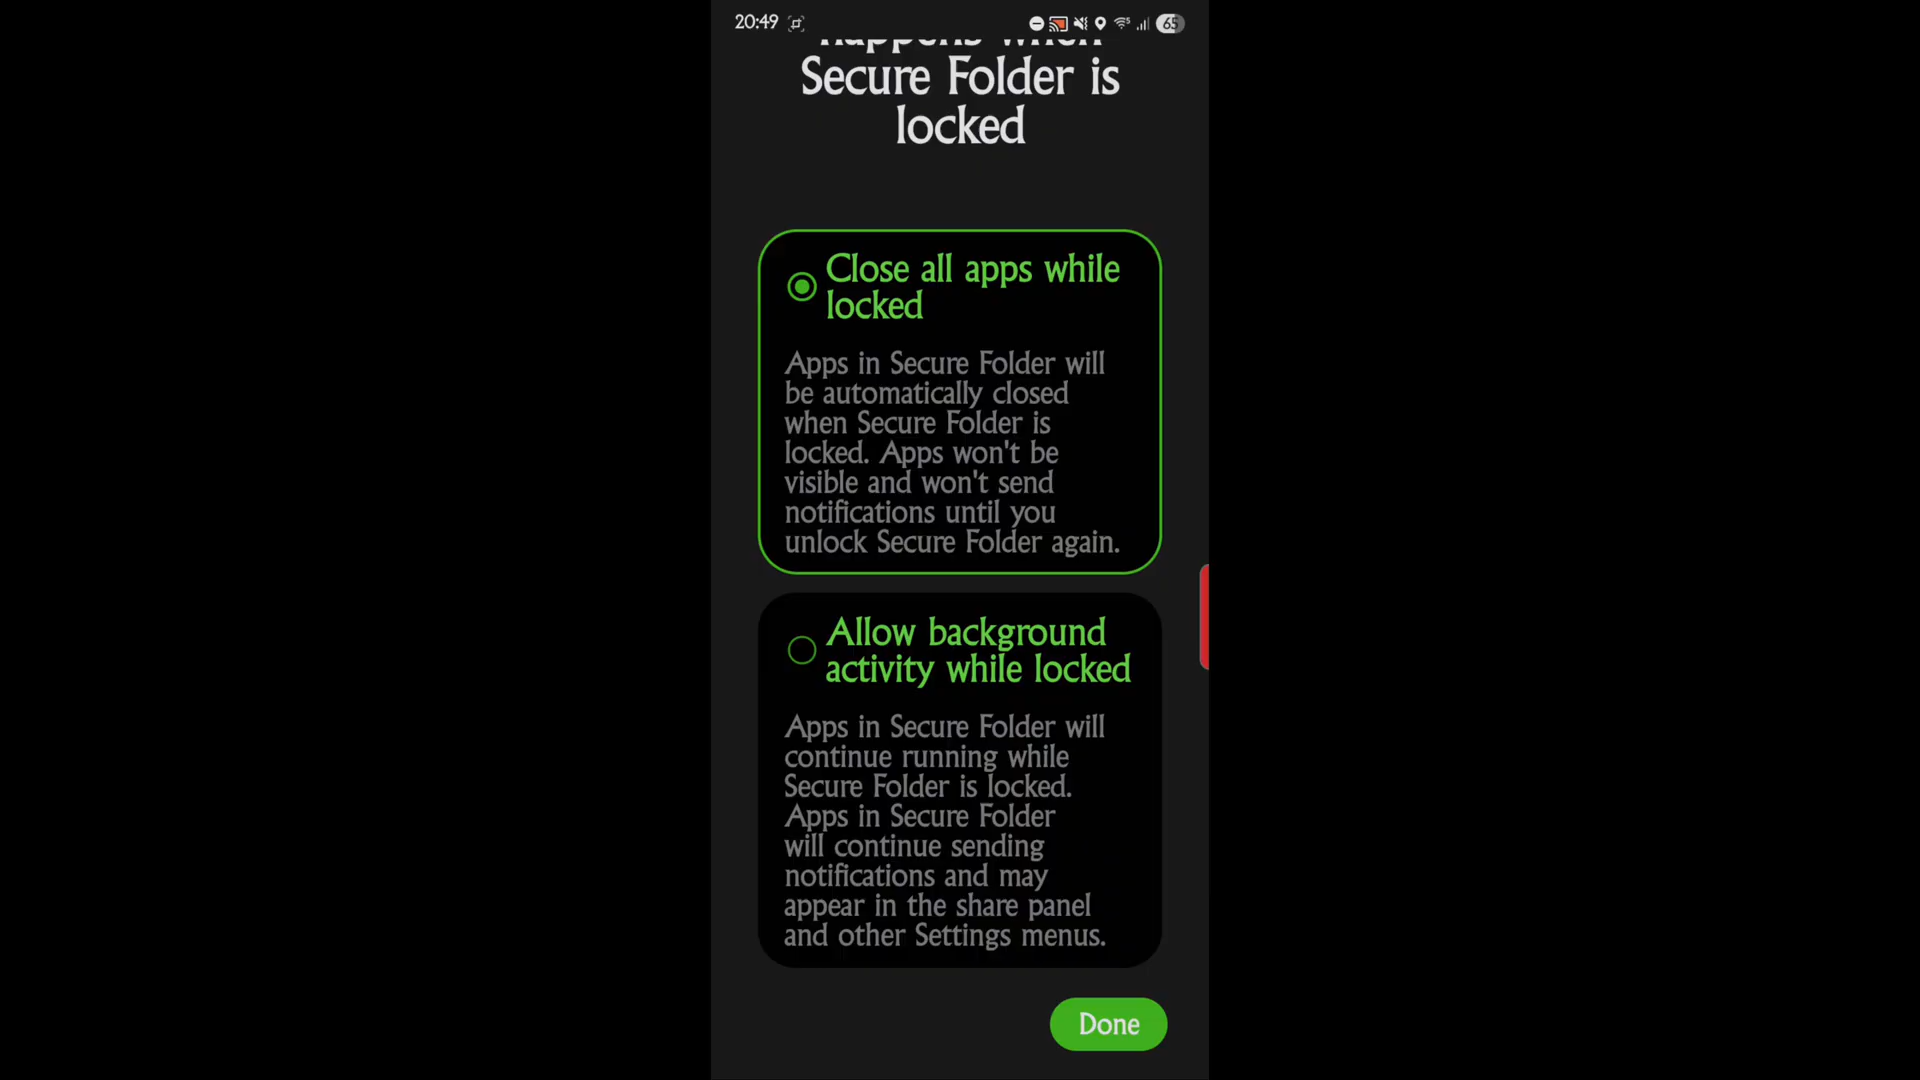 20:49
65
happens when
Secure Folder is
locked
Close all apps while
locked
Apps in Secure Folder will
be automatically closed
when Secure Folder is
locked. Apps won't be
visible and won't send
notifications until you
unlock Secure Folder again.
Allow background
activity while locked
Apps in Secure Folder will
continue running while
Secure Folder is locked.
Apps in Secure Folder
will continue sending
notifications and may
appear in the share panel
and other Settings menus.
Done